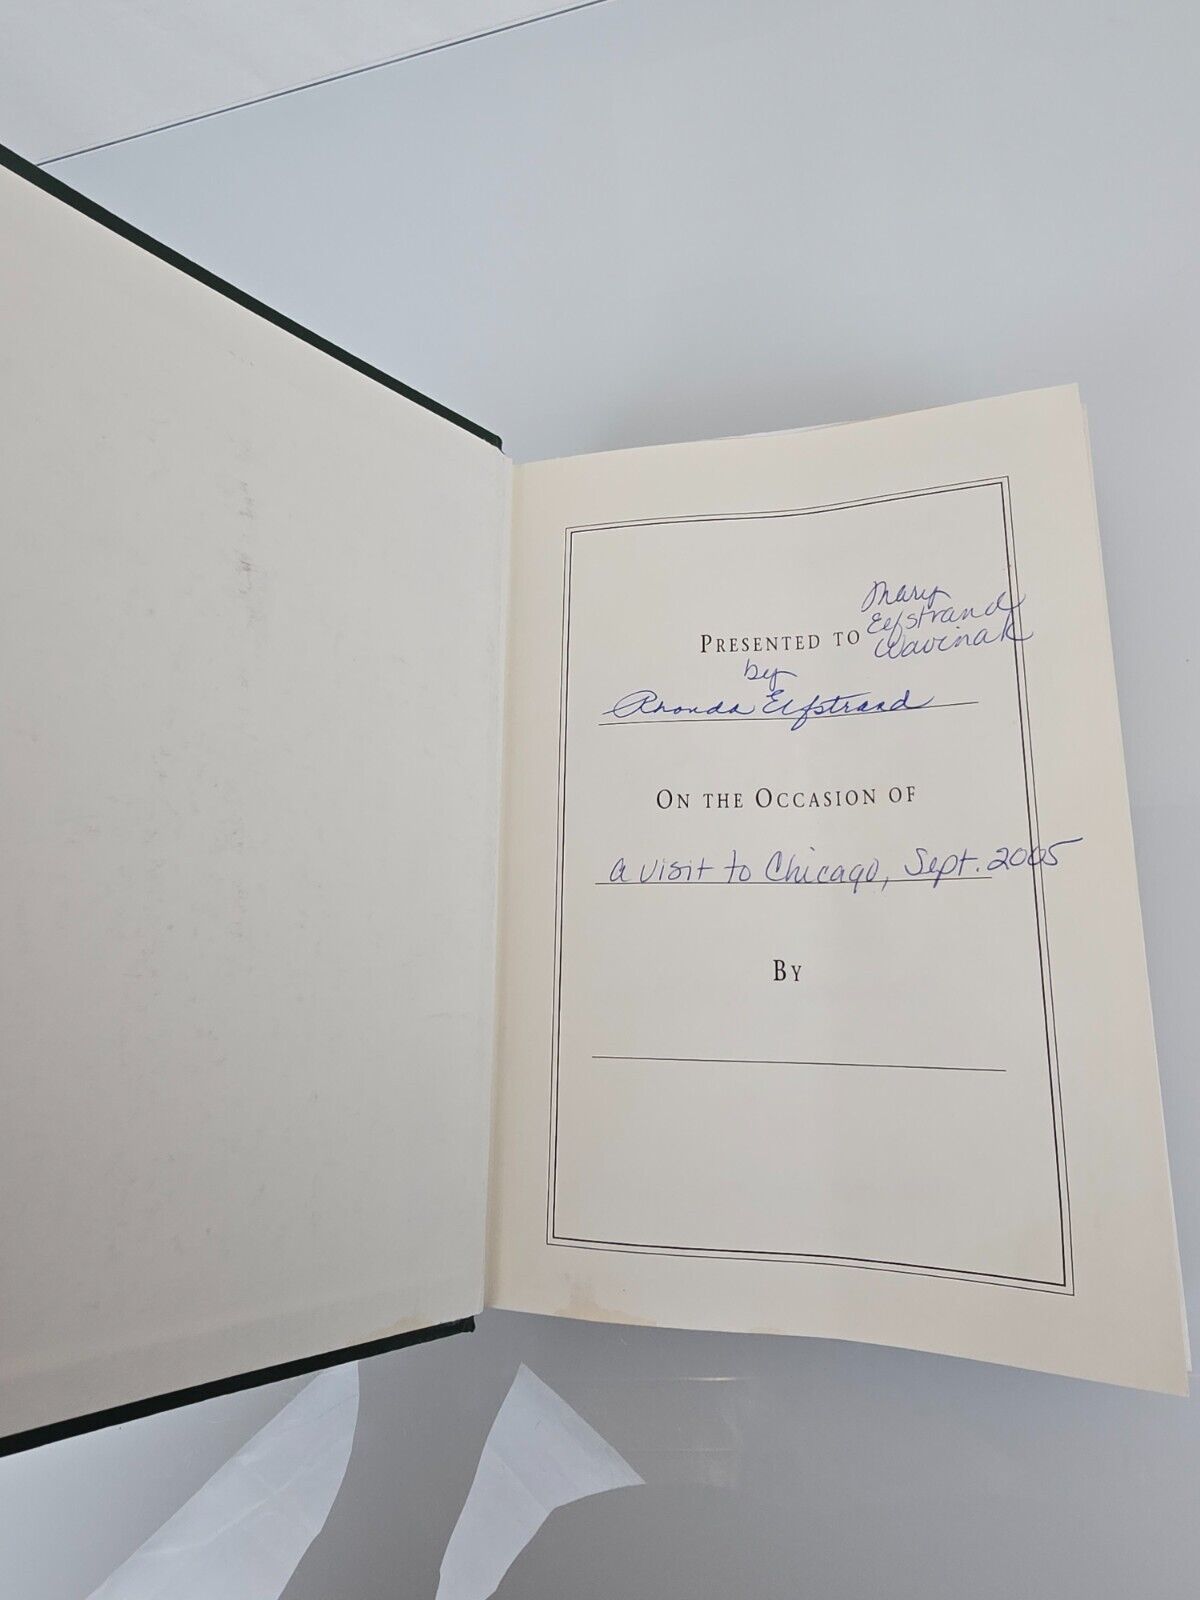 Mary
Elfstrand
PRESENTED TO Wavinak
by
Rhonda Elfstrand
ON THE OCCASION OF
a visit to Chicago, Sept. 2005
BY